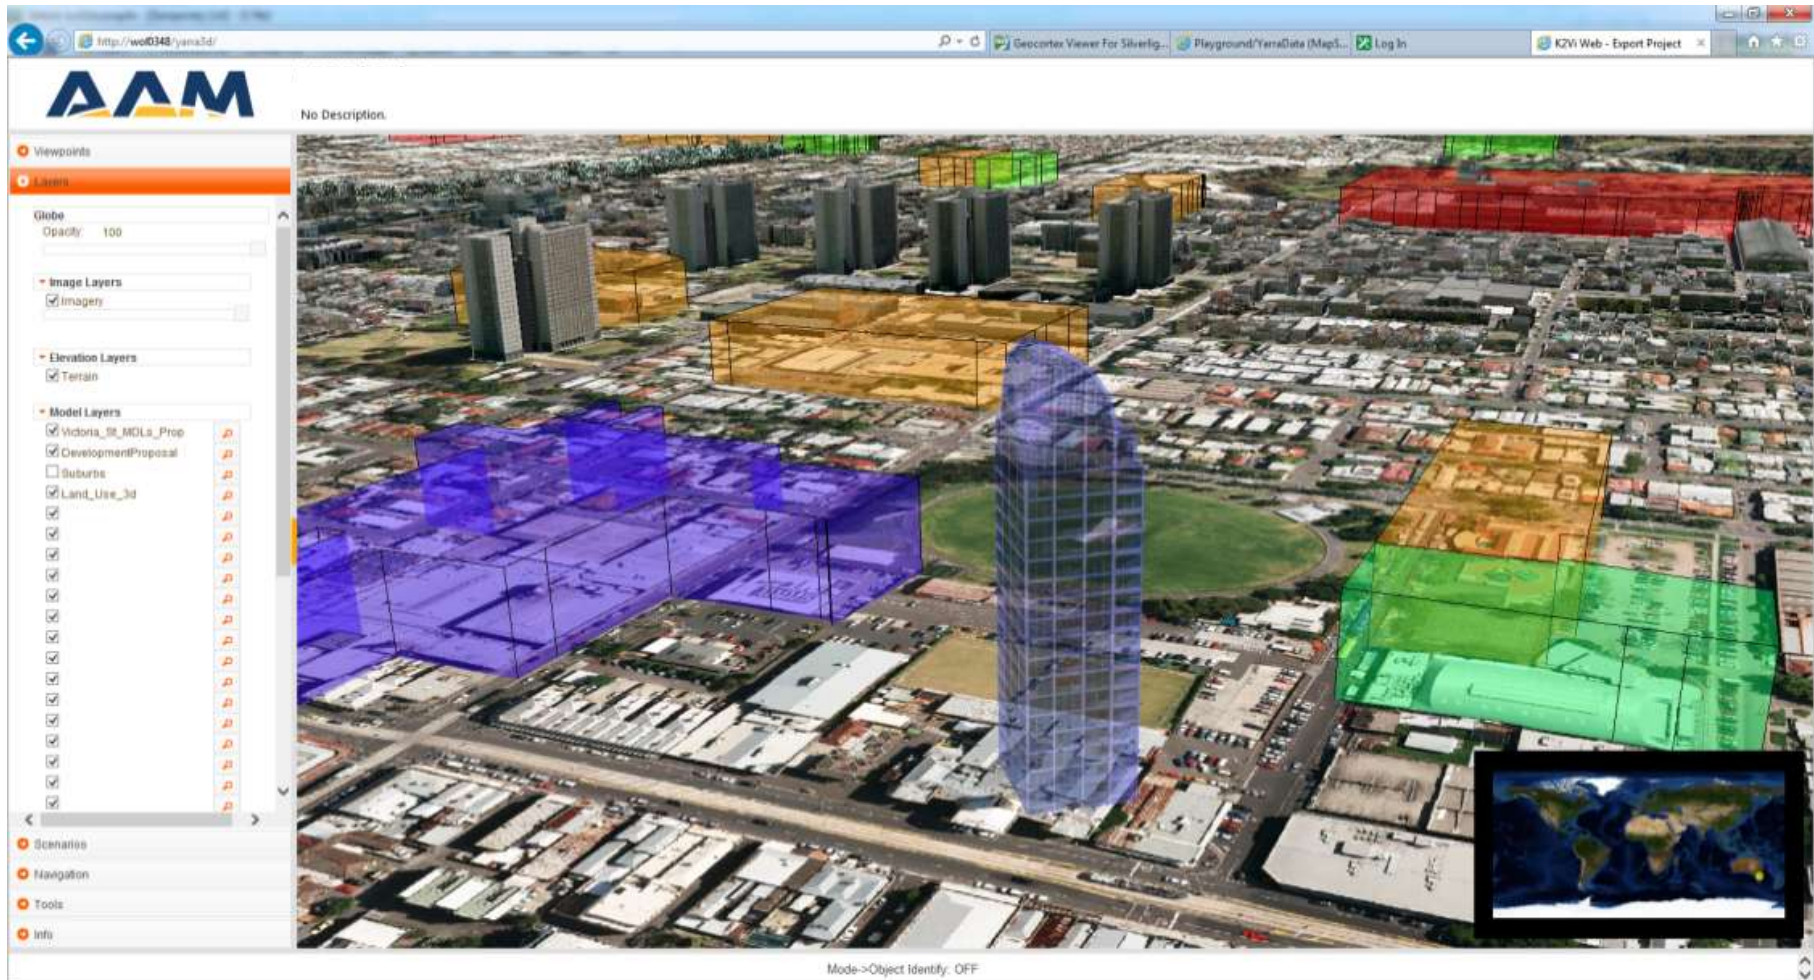 http://wol0348/yarra3d/
Geocortex Viewer For Silverlig...
Playground/YarraData (MapS...
Log In
K2Vi Web - Export Project
AAM
No Description.
Viewpoints
Layers
Globe
Opacity: 100
Image Layers
Imagery
Elevation Layers
Terrain
Model Layers
Victoria_St_MDLs_Prop
DevelopmentProposal
Suburbs
Land_Use_3d
Scenarios
Navigation
Tools
Info
Mode->Object Identify: OFF